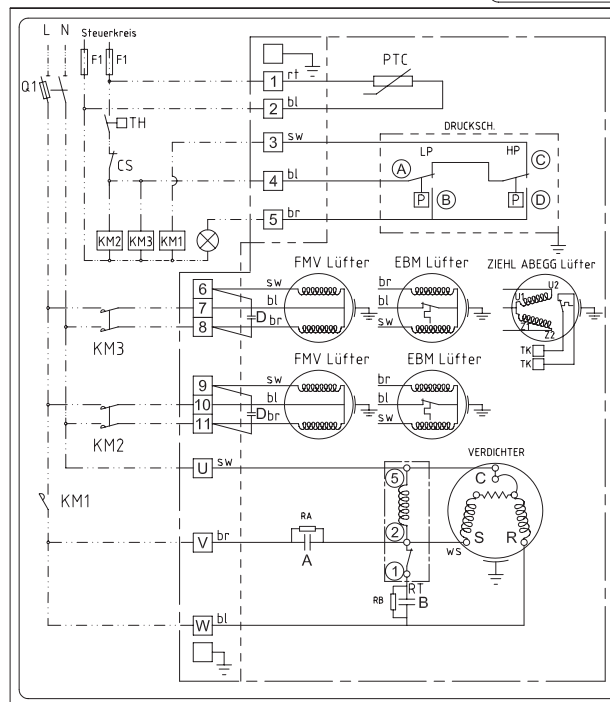 L N Steuerkreis
F1 F1
Q1
1 rt PTC
2 bl
TH
DRUCKSCH.
3 sw
LP HP
CS
A C
4 bl
P B P D
5 br
KM2 KM3 KM1
FMV Lüfter EBM Lüfter ZIEHL ABEGG Lüfter
6 sw br U1 U2
7 bl D bl
8 br sw Z1 Z2
TK
TK
KM3
FMV Lüfter EBM Lüfter
9 sw br
10 bl D bl
11 br sw
KM2
VERDICHTER
U sw
5 C
KM1
RA
2 S R
V br WS
A
1
RT
RB B
W bl